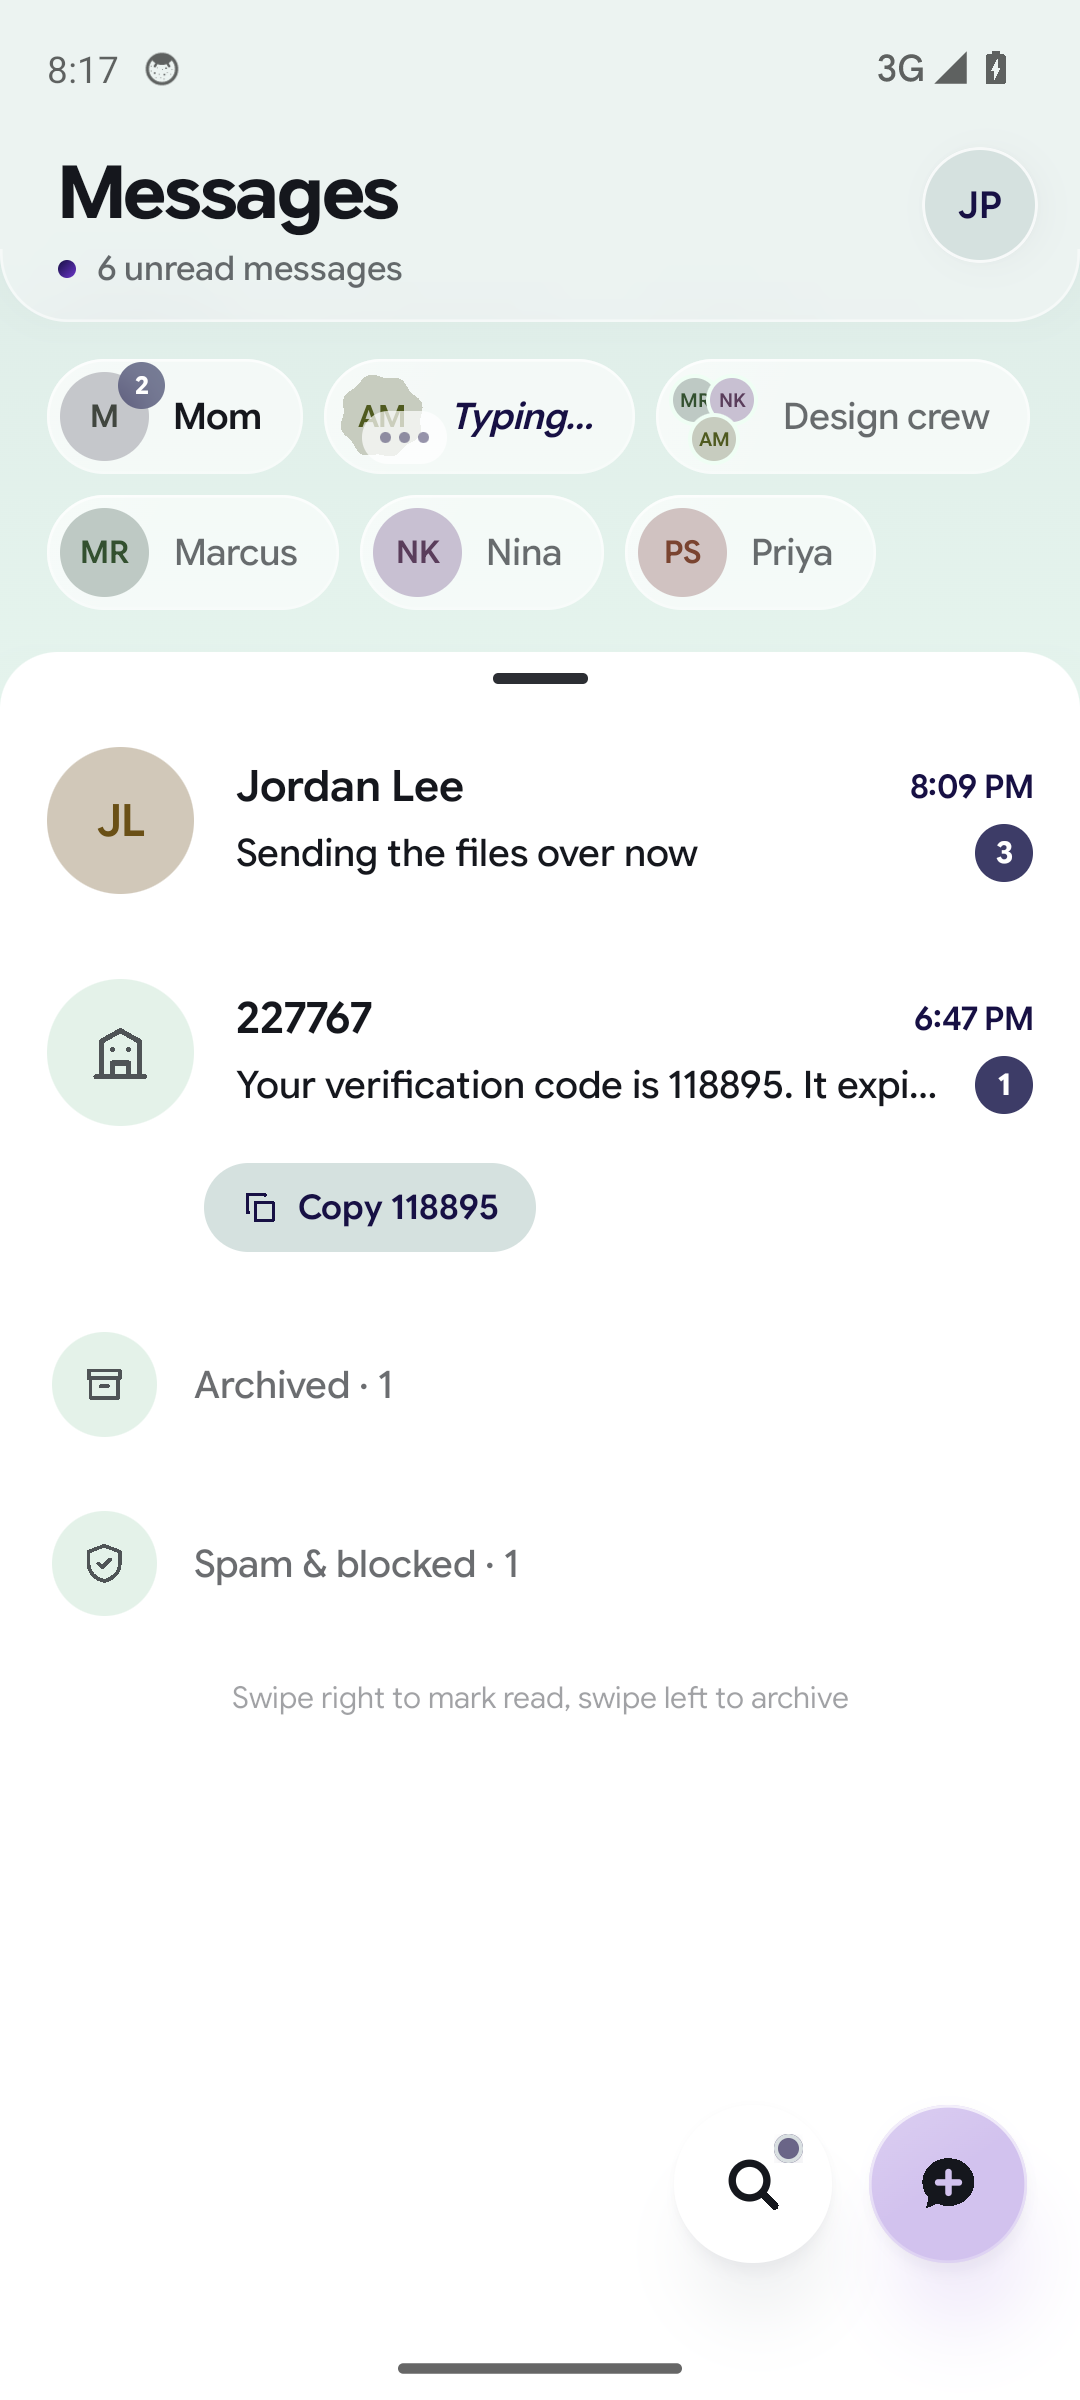 8:17
3G
Messages
JP
6 unread messages
M
2
Mom
AM
Typing...
MR
NK
AM
Design crew
MR
Marcus
NK
Nina
PS
Priya
JL
Jordan Lee
8:09 PM
Sending the files over now
3
227767
6:47 PM
Your verification code is 118895. It expi...
1
Copy 118895
Archived · 1
Spam & blocked · 1
Swipe right to mark read, swipe left to archive